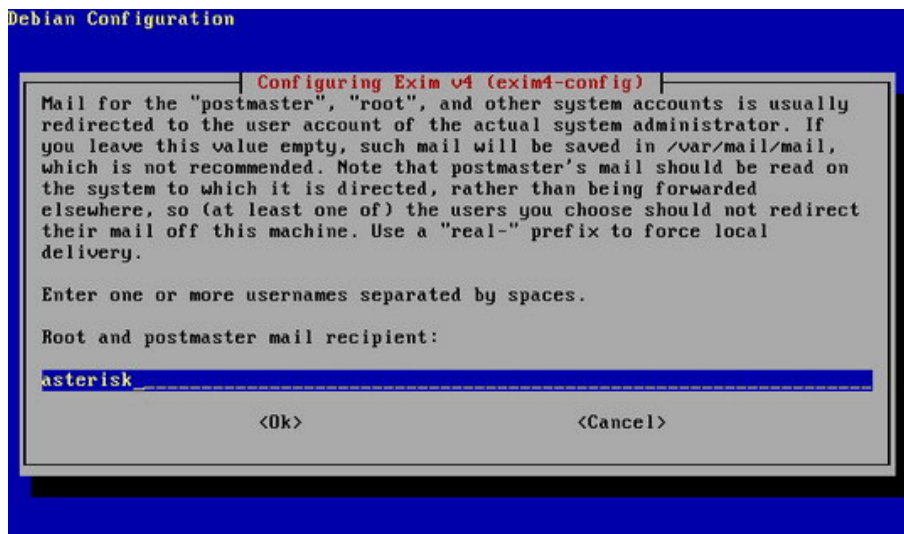 Debian Configuration
Configuring Exim v4 (exim4-config)
Mail for the "postmaster", "root", and other system accounts is usually
redirected to the user account of the actual system administrator. If
you leave this value empty, such mail will be saved in /var/mail/mail,
which is not recommended. Note that postmaster's mail should be read on
the system to which it is directed, rather than being forwarded
elsewhere, so (at least one of) the users you choose should not redirect
their mail off this machine. Use a "real-" prefix to force local
delivery.
Enter one or more usernames separated by spaces.
Root and postmaster mail recipient:
asterisk
<Ok> <Cancel>